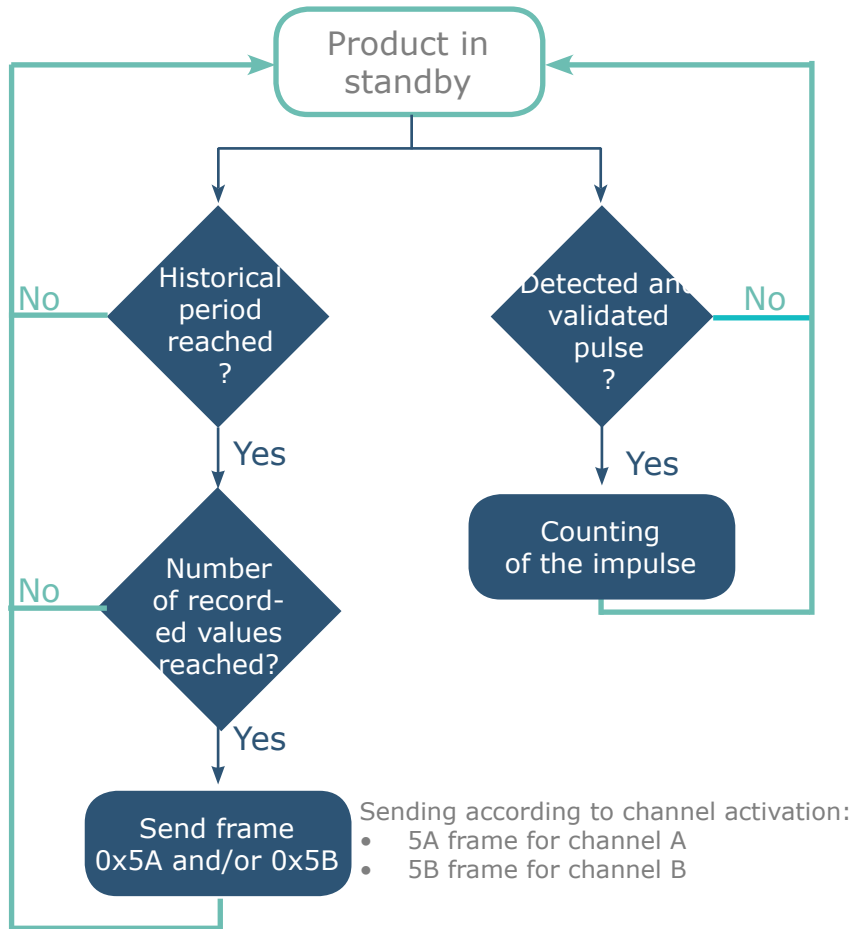 Product in
standby
Historical
period
reached
?
No
Detected and
validated
pulse
?
No
Yes
Yes
Counting
of the impulse
Number
of record-
ed values
reached?
No
Yes
Send frame
0x5A and/or 0x5B
Sending according to channel activation:
• 5A frame for channel A
• 5B frame for channel B